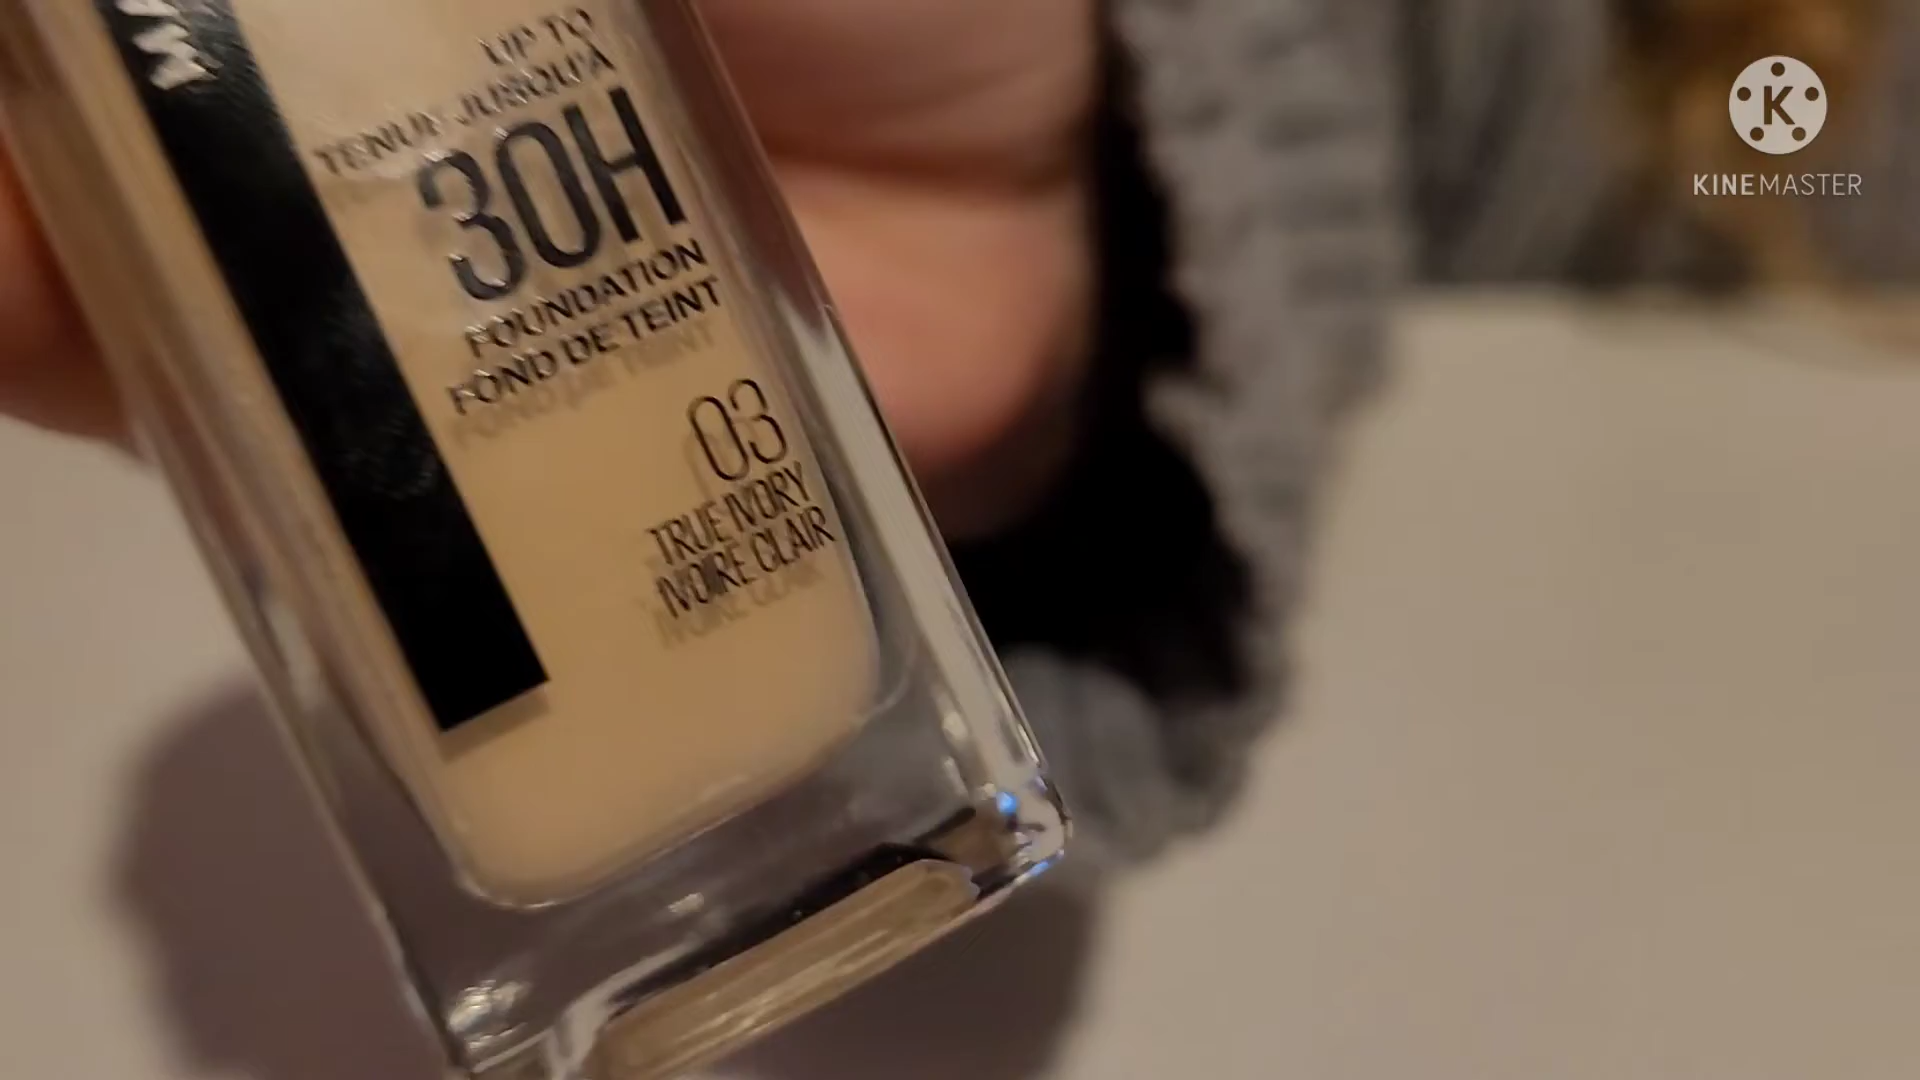 UP TO
TENUE JUSQU'À
30H
FOUNDATION
FOND DE TEINT
03
TRUE IVORY
IVOIRE CLAIR
KINEMASTER